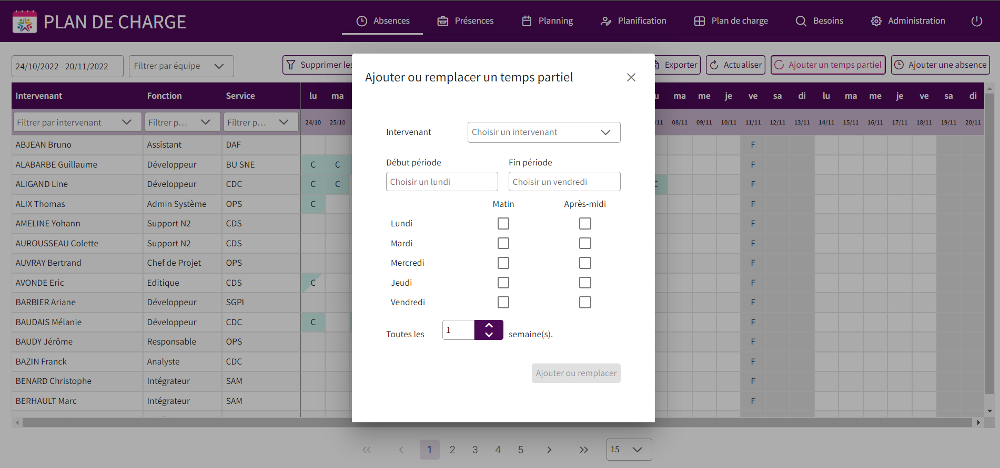 PLAN DE CHARGE
Absences Présences Planning Planification Plan de charge Besoins Administration
24/10/2022 - 20/11/2022 Filtrer par équipe Supprimer les Exporter Actualiser Ajouter un temps partiel Ajouter une absence
Ajouter ou remplacer un temps partiel
Intervenant Fonction Service lu ma ma me je ve sa di lu ma me je ve sa di
Filtrer par intervenant Filtrer p... Filtrer p... 24/10 25/10 /11 08/11 09/11 10/11 11/11 12/11 13/11 14/11 15/11 16/11 17/11 18/11 19/11 20/11
Intervenant Choisir un intervenant
Début période Fin période
Choisir un lundi Choisir un vendredi
Matin Après-midi
Lundi
Mardi
Mercredi
Jeudi
Vendredi
Toutes les 1 semaine(s).
Ajouter ou remplacer
ABJEAN Bruno Assistant DAF F
ALABARBE Guillaume Développeur BU SNE C C F
ALIGAND Line Développeur CDC C C C F
ALIX Thomas Admin Système OPS C F
AMELINE Yohann Support N2 CDS F
AUROUSSEAU Colette Support N2 CDS F
AUVRAY Bertrand Chef de Projet OPS F
AVONDE Eric Editique CDS C F
BARBIER Ariane Développeur SGPI F
BAUDAIS Mélanie Développeur CDC C F
BAUDY Jérôme Responsable OPS F
BAZIN Franck Analyste CDC F
BENARD Christophe Intégrateur SAM F
BERHAULT Marc Intégrateur SAM F
1 2 3 4 5 15